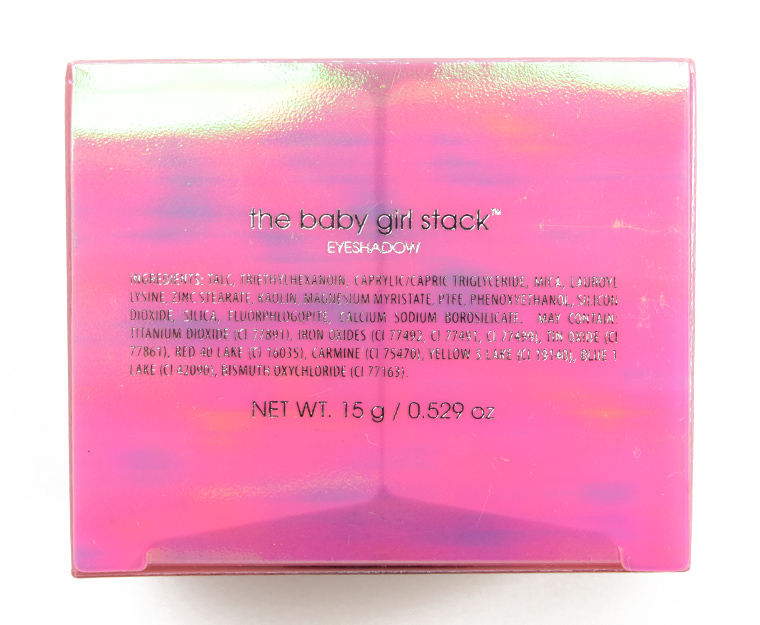 the baby girl stack™
EYESHADOW
INGREDIENTS: TALC, TRIETHYLHEXANOIN, CAPRYLIC/CAPRIC TRIGLYCERIDE, MICA, LAUROYL
LYSINE, ZINC STEARATE, KAOLIN, MAGNESIUM MYRISTATE, PTFE, PHENOXYETHANOL, SILICON
DIOXIDE, SILICA, FLUORPHLOGOPITE, CALCIUM SODIUM BOROSILICATE. MAY CONTAIN:
TITANIUM DIOXIDE (CI 77891), IRON OXIDES (CI 77492, CI 77491, CI 77499), TIN OXIDE (CI
77861), RED 40 LAKE (CI 16035), CARMINE (CI 75470), YELLOW 5 LAKE (CI 19140), BLUE 1
LAKE (CI 42090), BISMUTH OXYCHLORIDE (CI 77163).
NET WT. 15 g / 0.529 oz